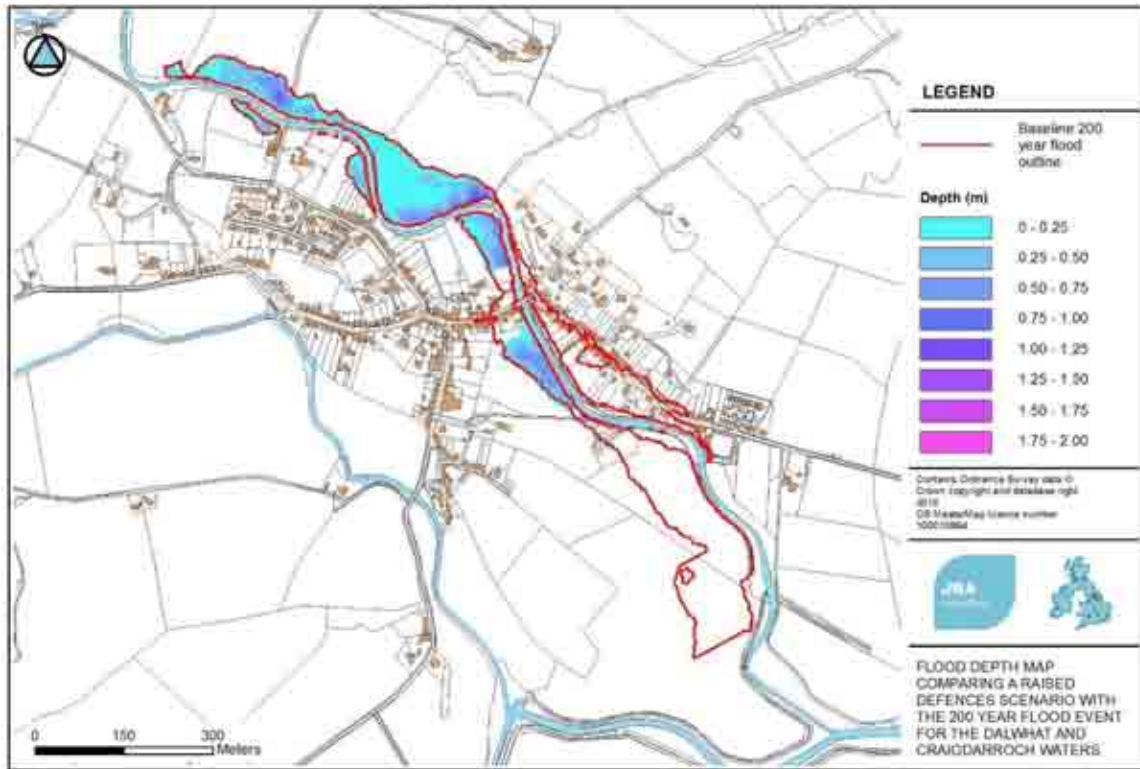 LEGEND
Baseline 200
year flood
outline
Depth (m)
0 - 0.25
0.25 - 0.50
0.50 - 0.75
0.75 - 1.00
1.00 - 1.25
1.25 - 1.50
1.50 - 1.75
1.75 - 2.00
Contains Ordnance Survey data ©
Crown copyright and database right
OS MasterMap licence number
JBA
FLOOD DEPTH MAP
COMPARING A RAISED
DEFENCES SCENARIO WITH
THE 200 YEAR FLOOD EVENT
FOR THE DALWHAT AND
CRAIGDARROCH WATERS
0 150 300
Meters